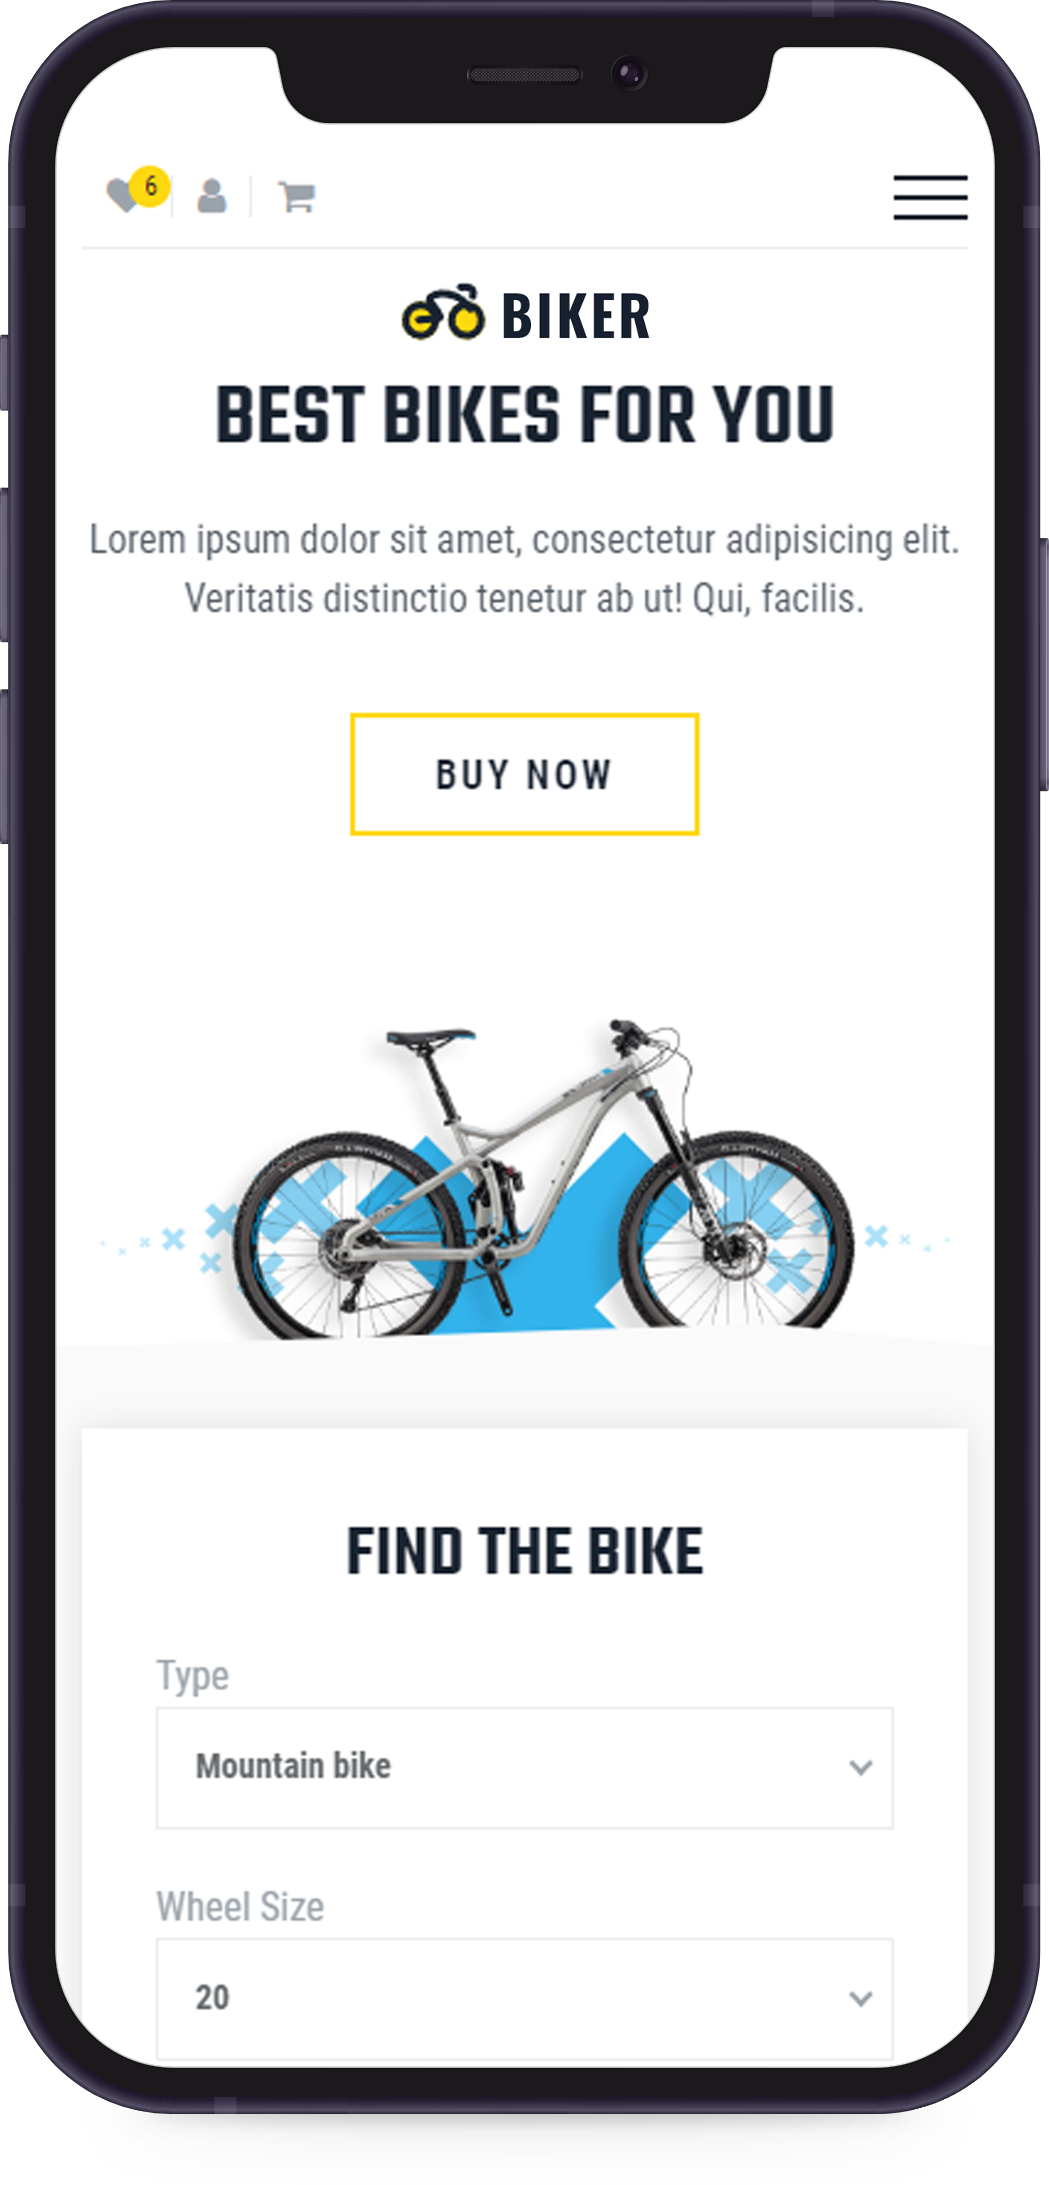 6
BIKER
BEST BIKES FOR YOU
Lorem ipsum dolor sit amet, consectetur adipisicing elit.
Veritatis distinctio tenetur ab ut! Qui, facilis.
BUY NOW
FIND THE BIKE
Type
Mountain bike
Wheel Size
20